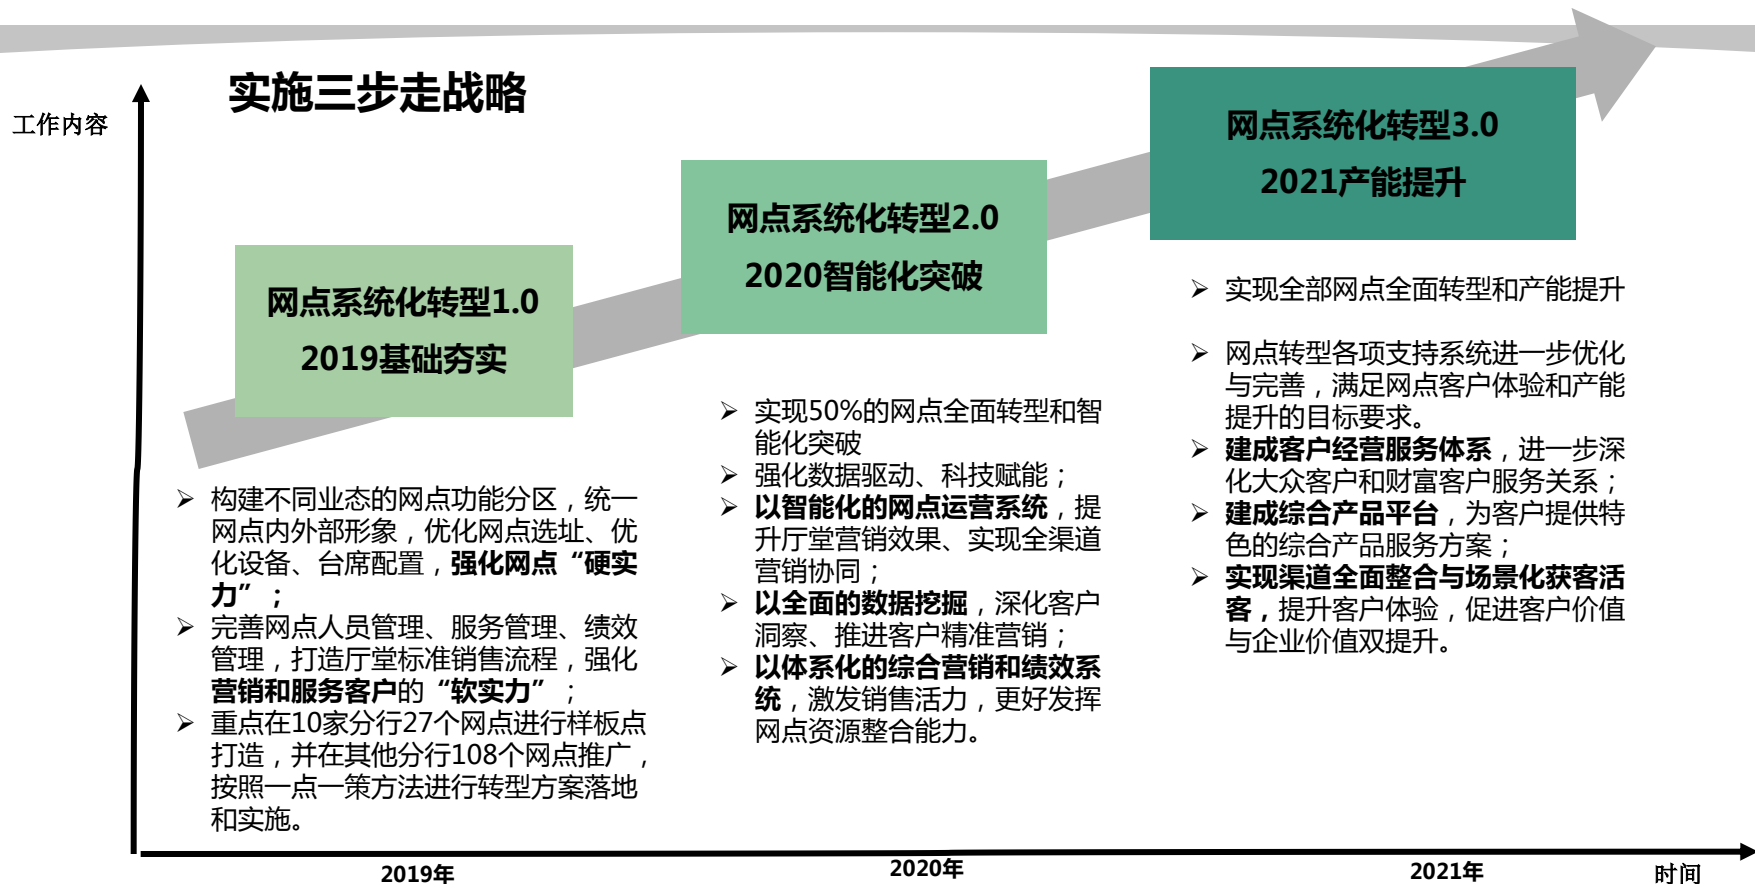 实施三步走战略
工作内容
网点系统化转型1.0
2019基础夯实
➢ 构建不同业态的网点功能分区，统一
网点内外部形象，优化网点选址、优
化设备、台席配置，强化网点“硬实
力”；
➢ 完善网点人员管理、服务管理、绩效
管理，打造厅堂标准销售流程，强化
营销和服务客户的“软实力”；
➢ 重点在10家分行27个网点进行样板点
打造，并在其他分行108个网点推广，
按照一点一策方法进行转型方案落地
和实施。
网点系统化转型2.0
2020智能化突破
➢ 实现50%的网点全面转型和智
能化突破
➢ 强化数据驱动、科技赋能；
➢ 以智能化的网点运营系统，提
升厅堂营销效果、实现全渠道
营销协同；
➢ 以全面的数据挖掘，深化客户
洞察、推进客户精准营销；
➢ 以体系化的综合营销和绩效系
统，激发销售活力，更好发挥
网点资源整合能力。
网点系统化转型3.0
2021产能提升
➢ 实现全部网点全面转型和产能提升
➢ 网点转型各项支持系统进一步优化
与完善，满足网点客户体验和产能
提升的目标要求。
➢ 建成客户经营服务体系，进一步深
化大众客户和财富客户服务关系；
➢ 建成综合产品平台，为客户提供特
色的综合产品服务方案；
➢ 实现渠道全面整合与场景化获客活
客，提升客户体验，促进客户价值
与企业价值双提升。
2019年
2020年
2021年
时间